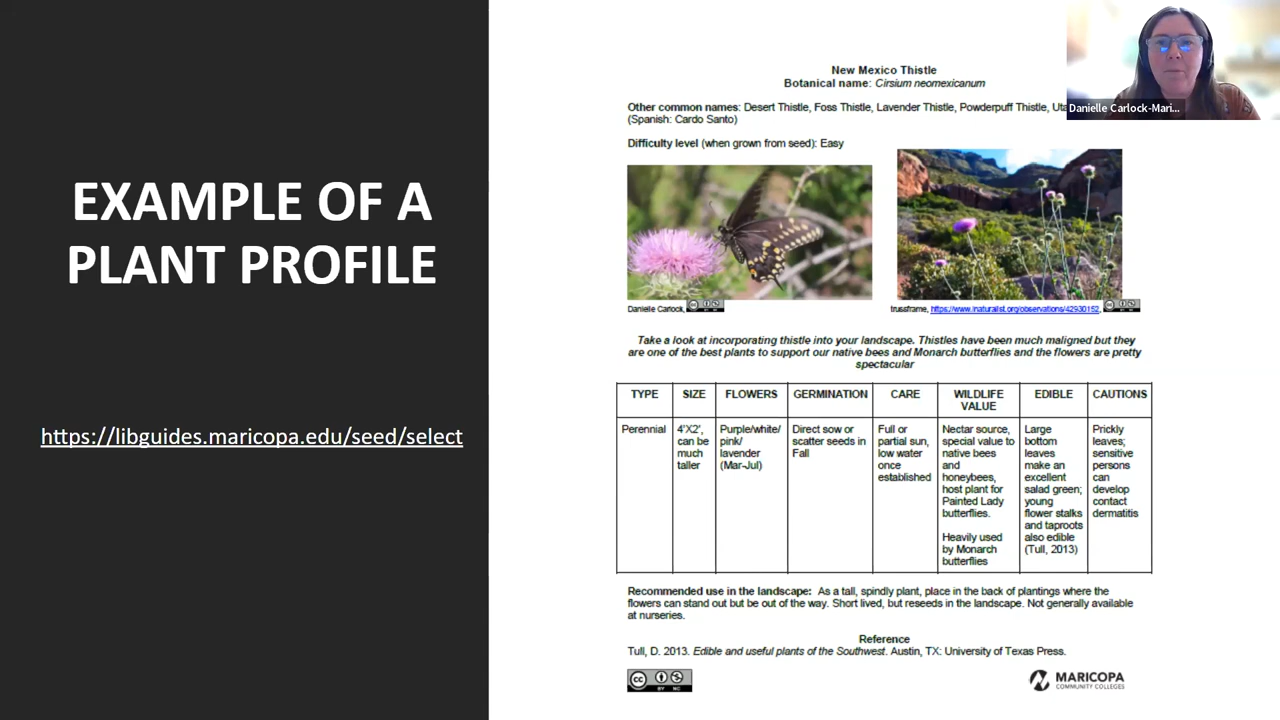 EXAMPLE OF A
PLANT PROFILE
https://libguides.maricopa.edu/seed/select
New Mexico Thistle
Botanical name: Cirsium neomexicanum
Other common names: Desert Thistle, Foss Thistle, Lavender Thistle, Powderpuff Thistle,
(Spanish: Cardo Santo)
Difficulty level (when grown from seed): Easy
Danielle Carlock,
trussframe, https://www.inaturalist.org/observations/42930152,
Take a look at incorporating thistle into your landscape. Thistles have been much maligned but they
are one of the best plants to support our native bees and Monarch butterflies and the flowers are pretty
spectacular
TYPE
SIZE
FLOWERS
GERMINATION
CARE
WILDLIFE
VALUE
EDIBLE
CAUTIONS
Perennial
4'X2',
can be
much
taller
Purple/white/
pink/
lavender
(Mar-Jul)
Direct sow or
scatter seeds in
Fall
Full or
partial sun,
low water
once
established
Nectar source,
special value to
native bees
and
honeybees,
host plant for
Painted Lady
butterflies.
Heavily used
by Monarch
butterflies
Large
bottom
leaves
make an
excellent
salad green;
young
flower stalks
and taproots
also edible
(Tull, 2013)
Prickly
leaves;
sensitive
persons
can
develop
contact
dermatitis
Recommended use in the landscape: As a tall, spindly plant, place in the back of plantings where the
flowers can stand out but be out of the way. Short lived, but reseeds in the landscape. Not generally available
at nurseries.
Reference
Tull, D. 2013. Edible and useful plants of the Southwest. Austin, TX: University of Texas Press.
cc BY NC
MARICOPA
COMMUNITY COLLEGES
Danielle Carlock-Mari...